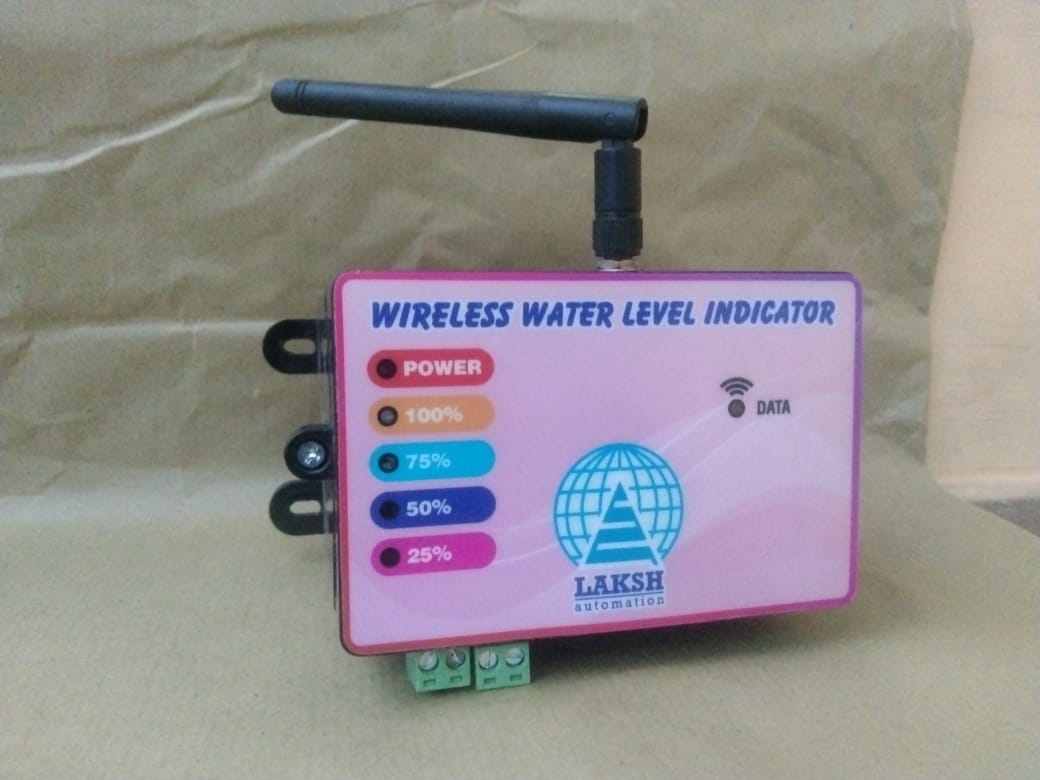 WIRELESS WATER LEVEL INDICATOR
POWER
100%
75%
50%
25%
DATA
LAKSH
automation